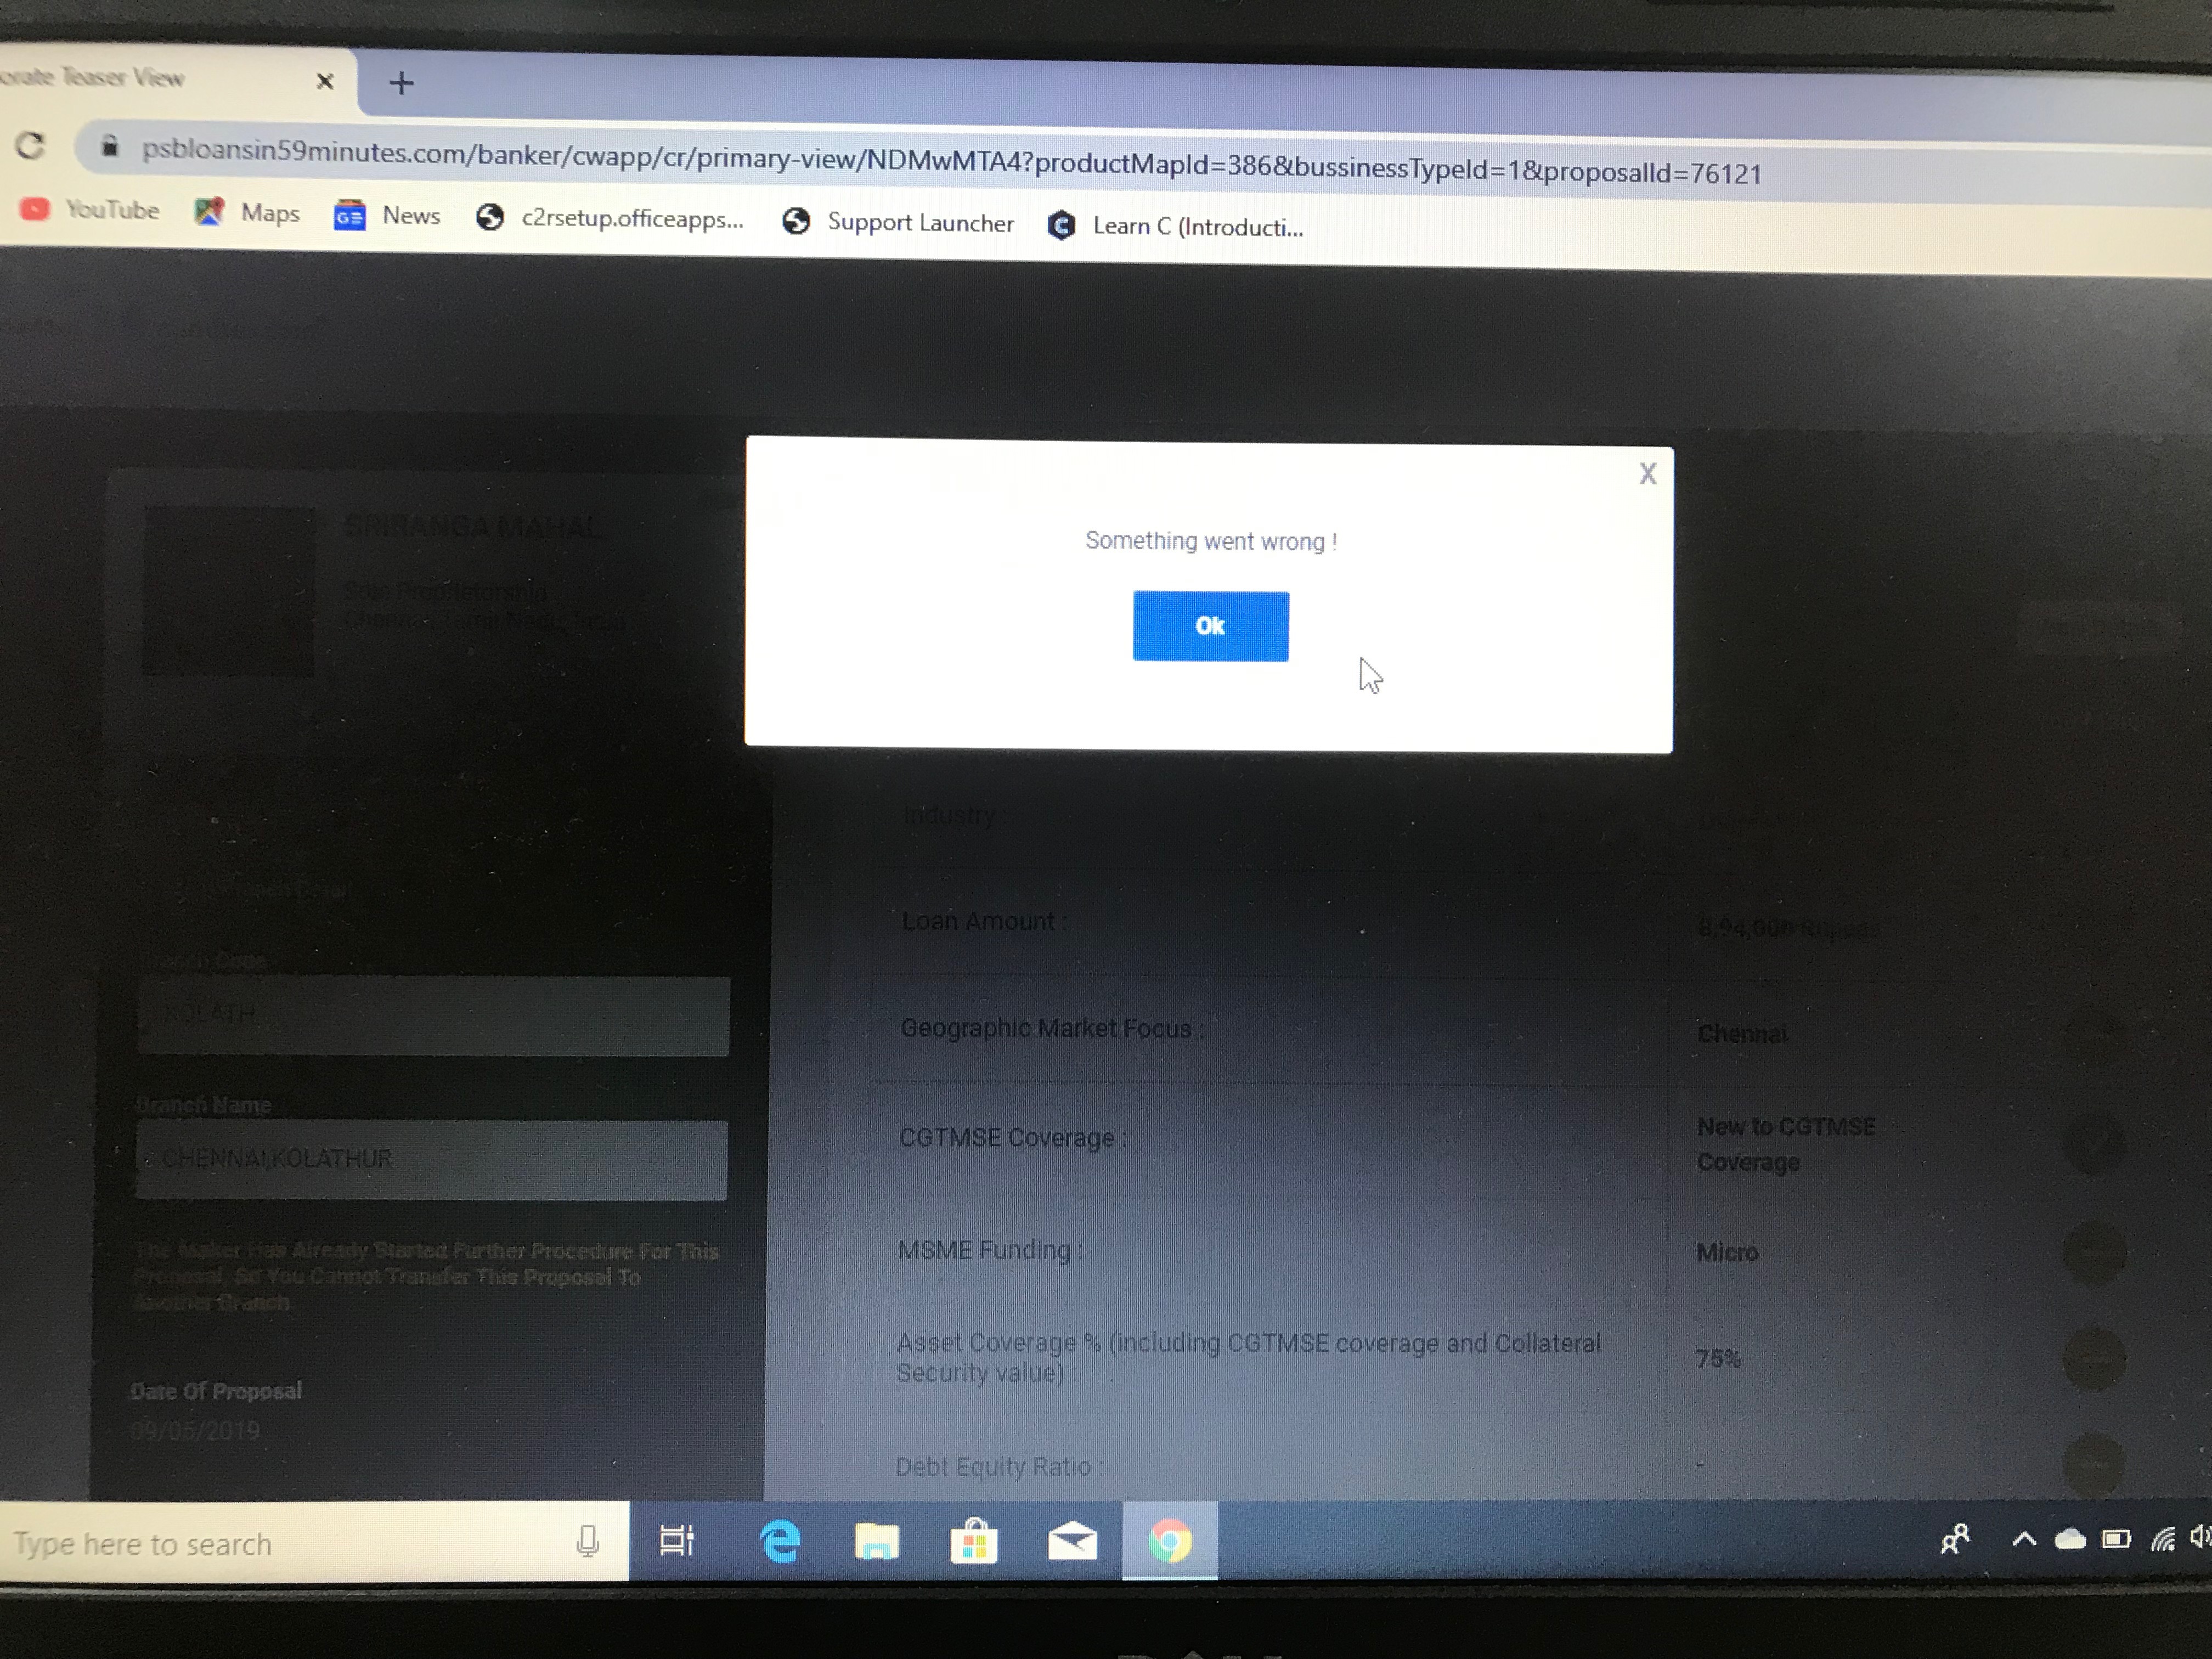 Teaser View
psbloansin59minutes.com/banker/cwapp/cr/primary-view/NDMwMTA4?productMapId=386&bussinessTypeId=1&proposalId=76121
YouTube Maps News c2rsetup.officeapps... Support Launcher Learn C (Introducti...
X
Something went wrong !
Ok
SRIRANGA MAHAL
Sole Proprietorship
Industry :
Loan Amount :
Geographic Market Focus : Chennai
CGTMSE Coverage : New to CGTMSE
Coverage
MSME Funding : Micro
Asset Coverage % (including CGTMSE coverage and Collateral
Security value) 75%
Debt Equity Ratio : -
KOLATH
Branch Name
CHENNAI,KOLATHUR
The Maker Has Already Started Further Procedure For This
Proposal, So You Cannot Transfer This Proposal To
Another Branch
Date Of Proposal
09/05/2019
Type here to search